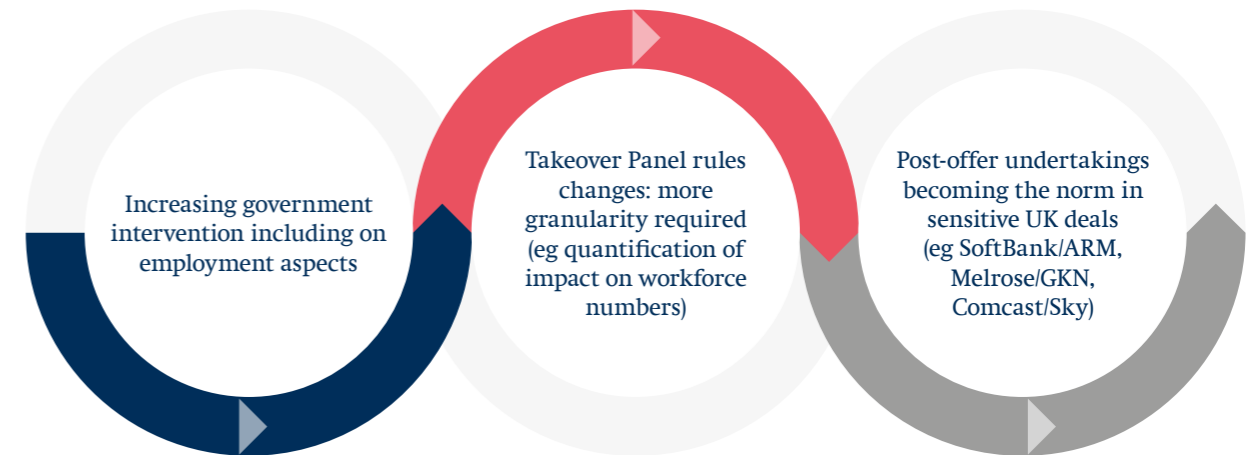 Increasing government
intervention including on
employment aspects
Takeover Panel rules
changes: more
granularity required
(eg quantification of
impact on workforce
numbers)
Post-offer undertakings
becoming the norm in
sensitive UK deals
(eg SoftBank/ARM,
Melrose/GKN,
Comcast/Sky)